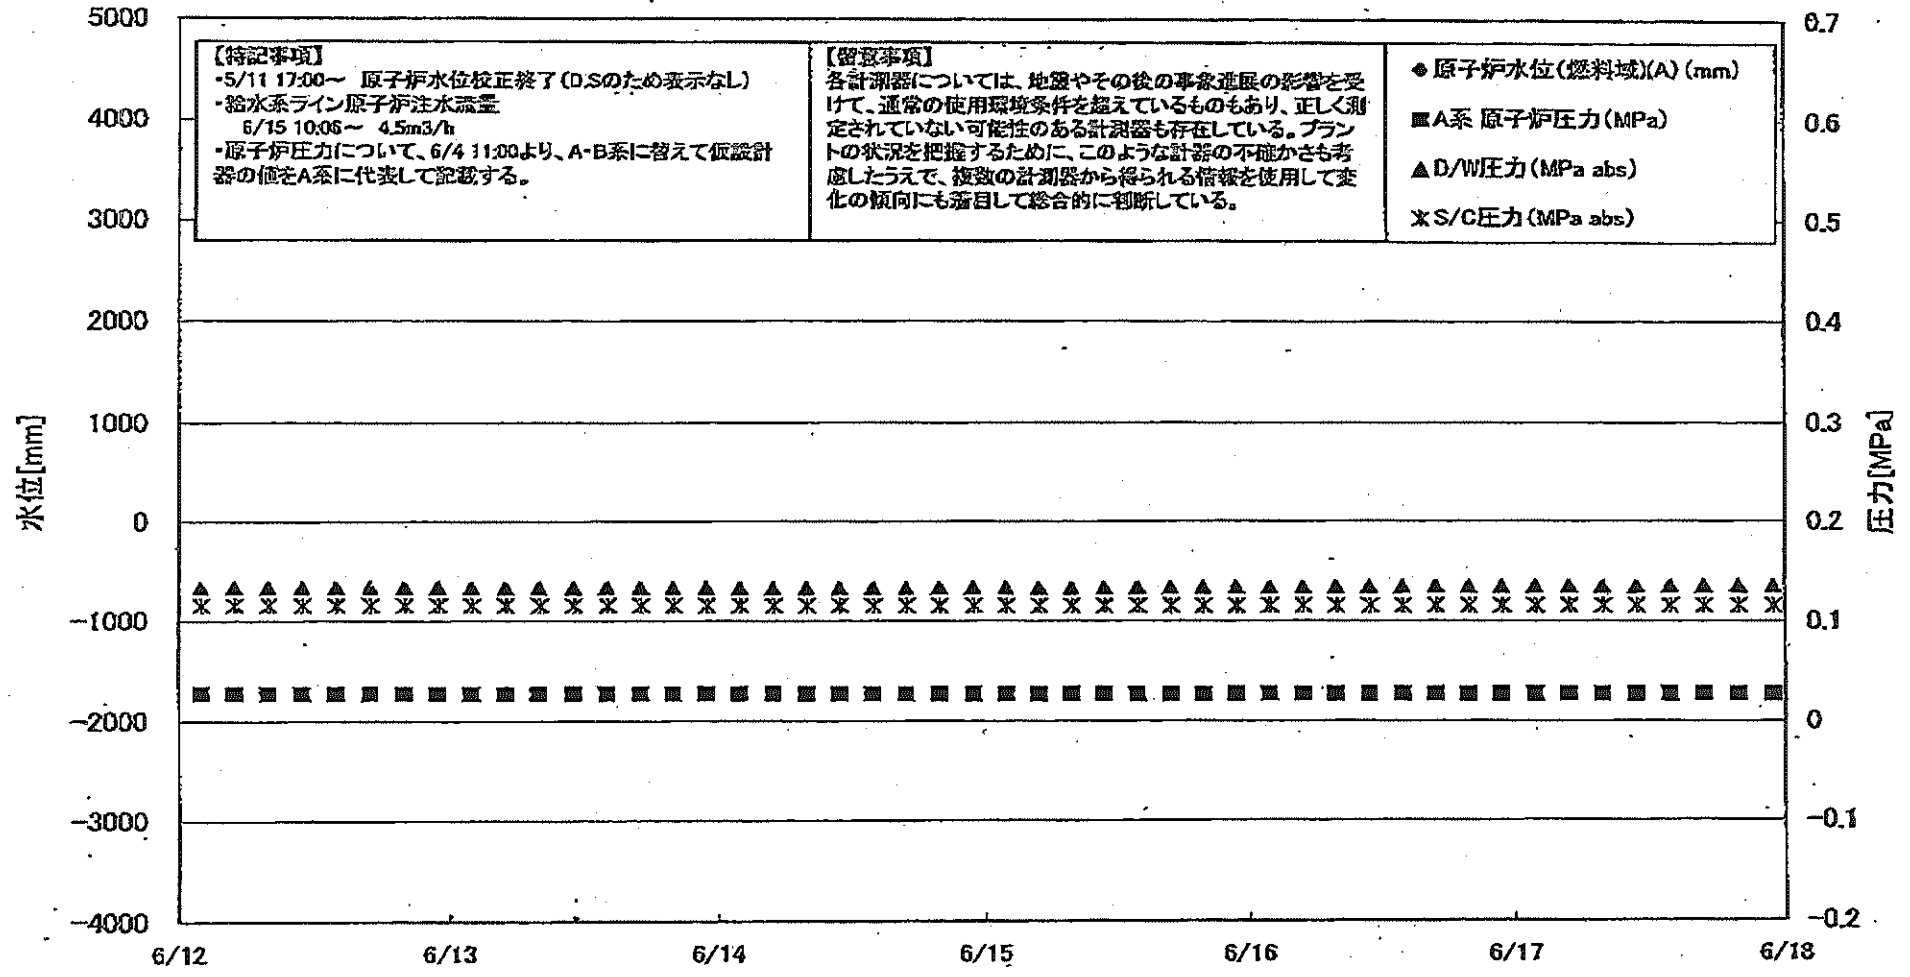 【特記事項】
・5/11 17:00～ 原子炉水位校正終了(D.Sのため表示なし)
・給水系ライン原子炉注水流量
6/15 10:08～ 4.5m3/h
・原子炉圧力について、6/4 11:00より、A・B系に替えて仮設計
器の値をA系に代表して記載する。
【留意事項】
各計測器については、地震やその後の事象進展の影響を受
けて、通常の使用環境条件を超えているものもあり、正しく測
定されていない可能性のある計測器も存在している。プラン
トの状況を把握するために、このような計器の不確かさも考
慮したうえで、複数の計測器から得られる情報を使用して変
化の傾向にも着目して総合的に判断している。
原子炉水位(燃料域)(A)(mm)
A系 原子炉圧力(MPa)
D/W圧力(MPa abs)
S/C圧力(MPa abs)
水位[mm]
5000
4000
3000
2000
1000
0
-1000
-2000
-3000
-4000
圧力[MPa]
0.7
0.6
0.5
0.4
0.3
0.2
0.1
0
-0.1
-0.2
6/12 6/13 6/14 6/15 6/16 6/17 6/18